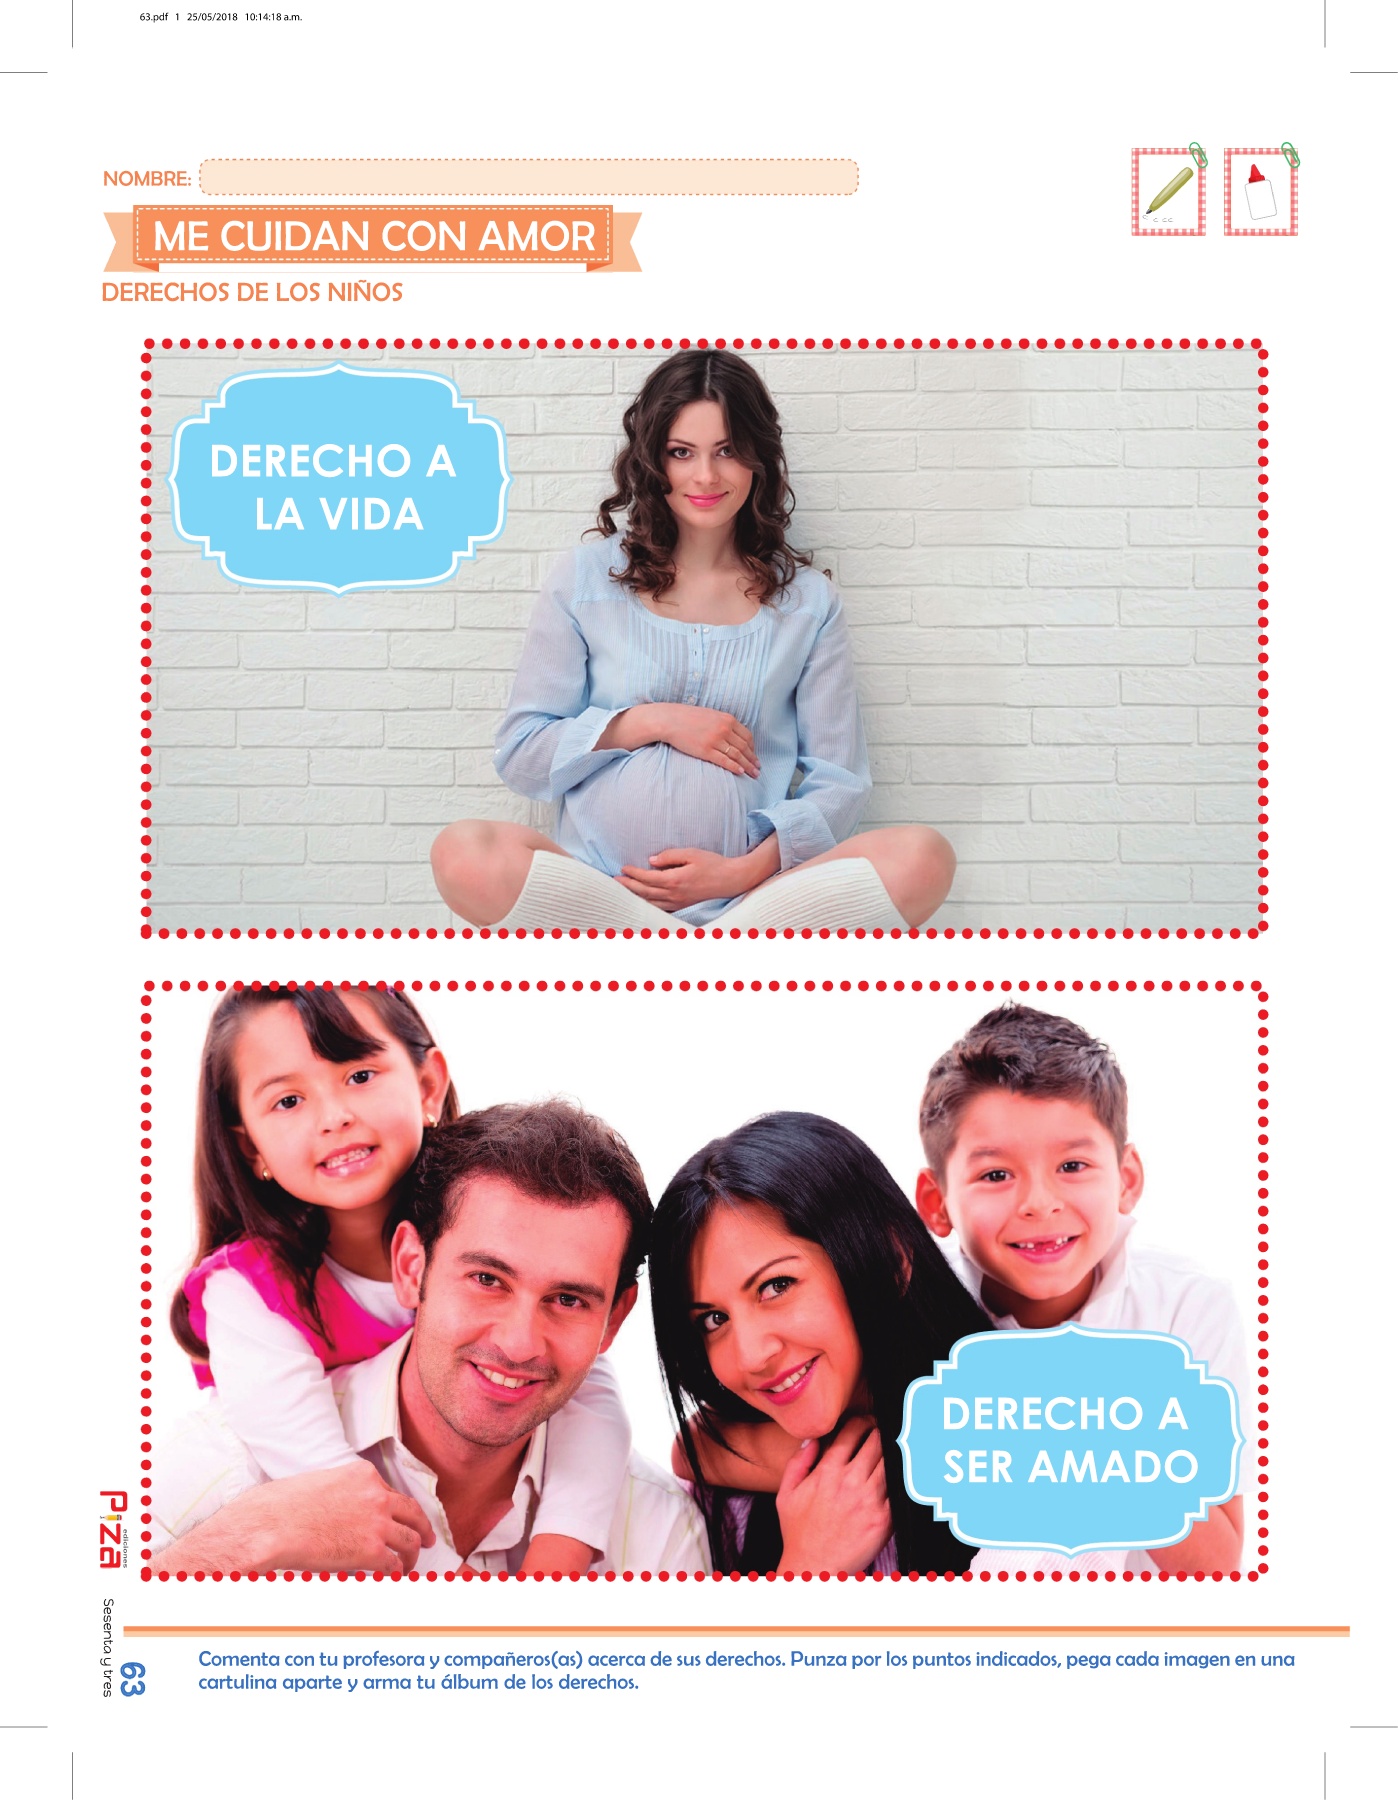 63.pdf 1 25/05/2018 10:14:18 a.m.
NOMBRE:
ME CUIDAN CON AMOR
DERECHOS DE LOS NIÑOS
DERECHO A
LA VIDA
DERECHO A
SER AMADO
Piza
ediciones
Sesenta y tres
63
Comenta con tu profesora y compañeros(as) acerca de sus derechos. Punza por los puntos indicados, pega cada imagen en una
cartulina aparte y arma tu álbum de los derechos.